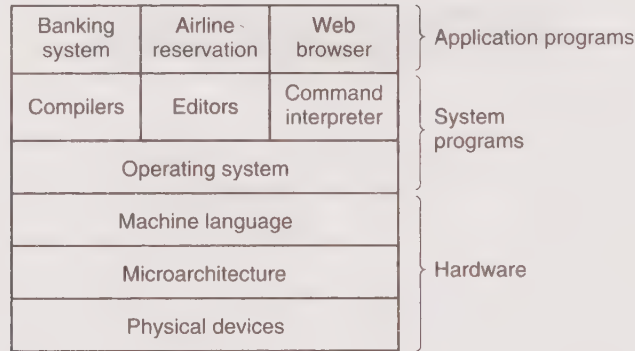 Banking system
Airline reservation
Web browser
Application programs
Compilers
Editors
Command interpreter
System programs
Operating system
Machine language
Microarchitecture
Hardware
Physical devices